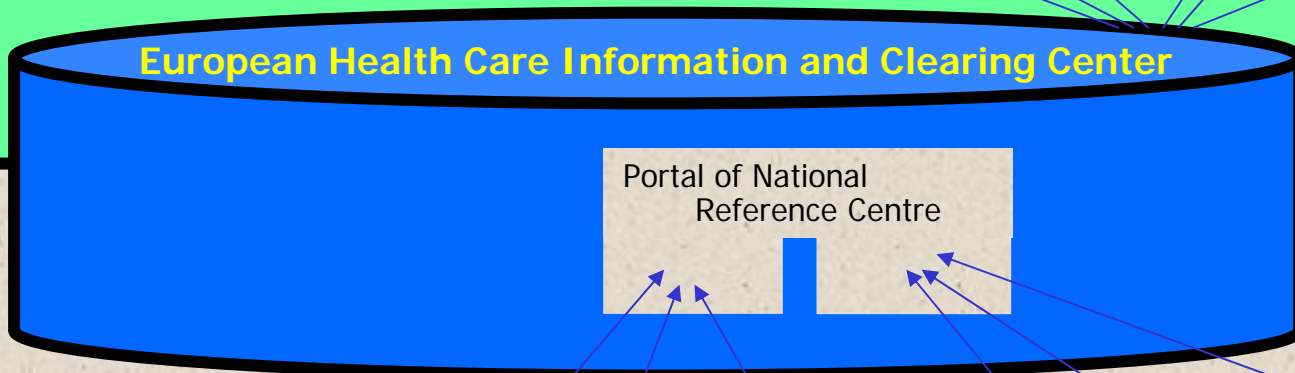 European Health Care Information and Clearing Center
Portal of National
Reference Centre